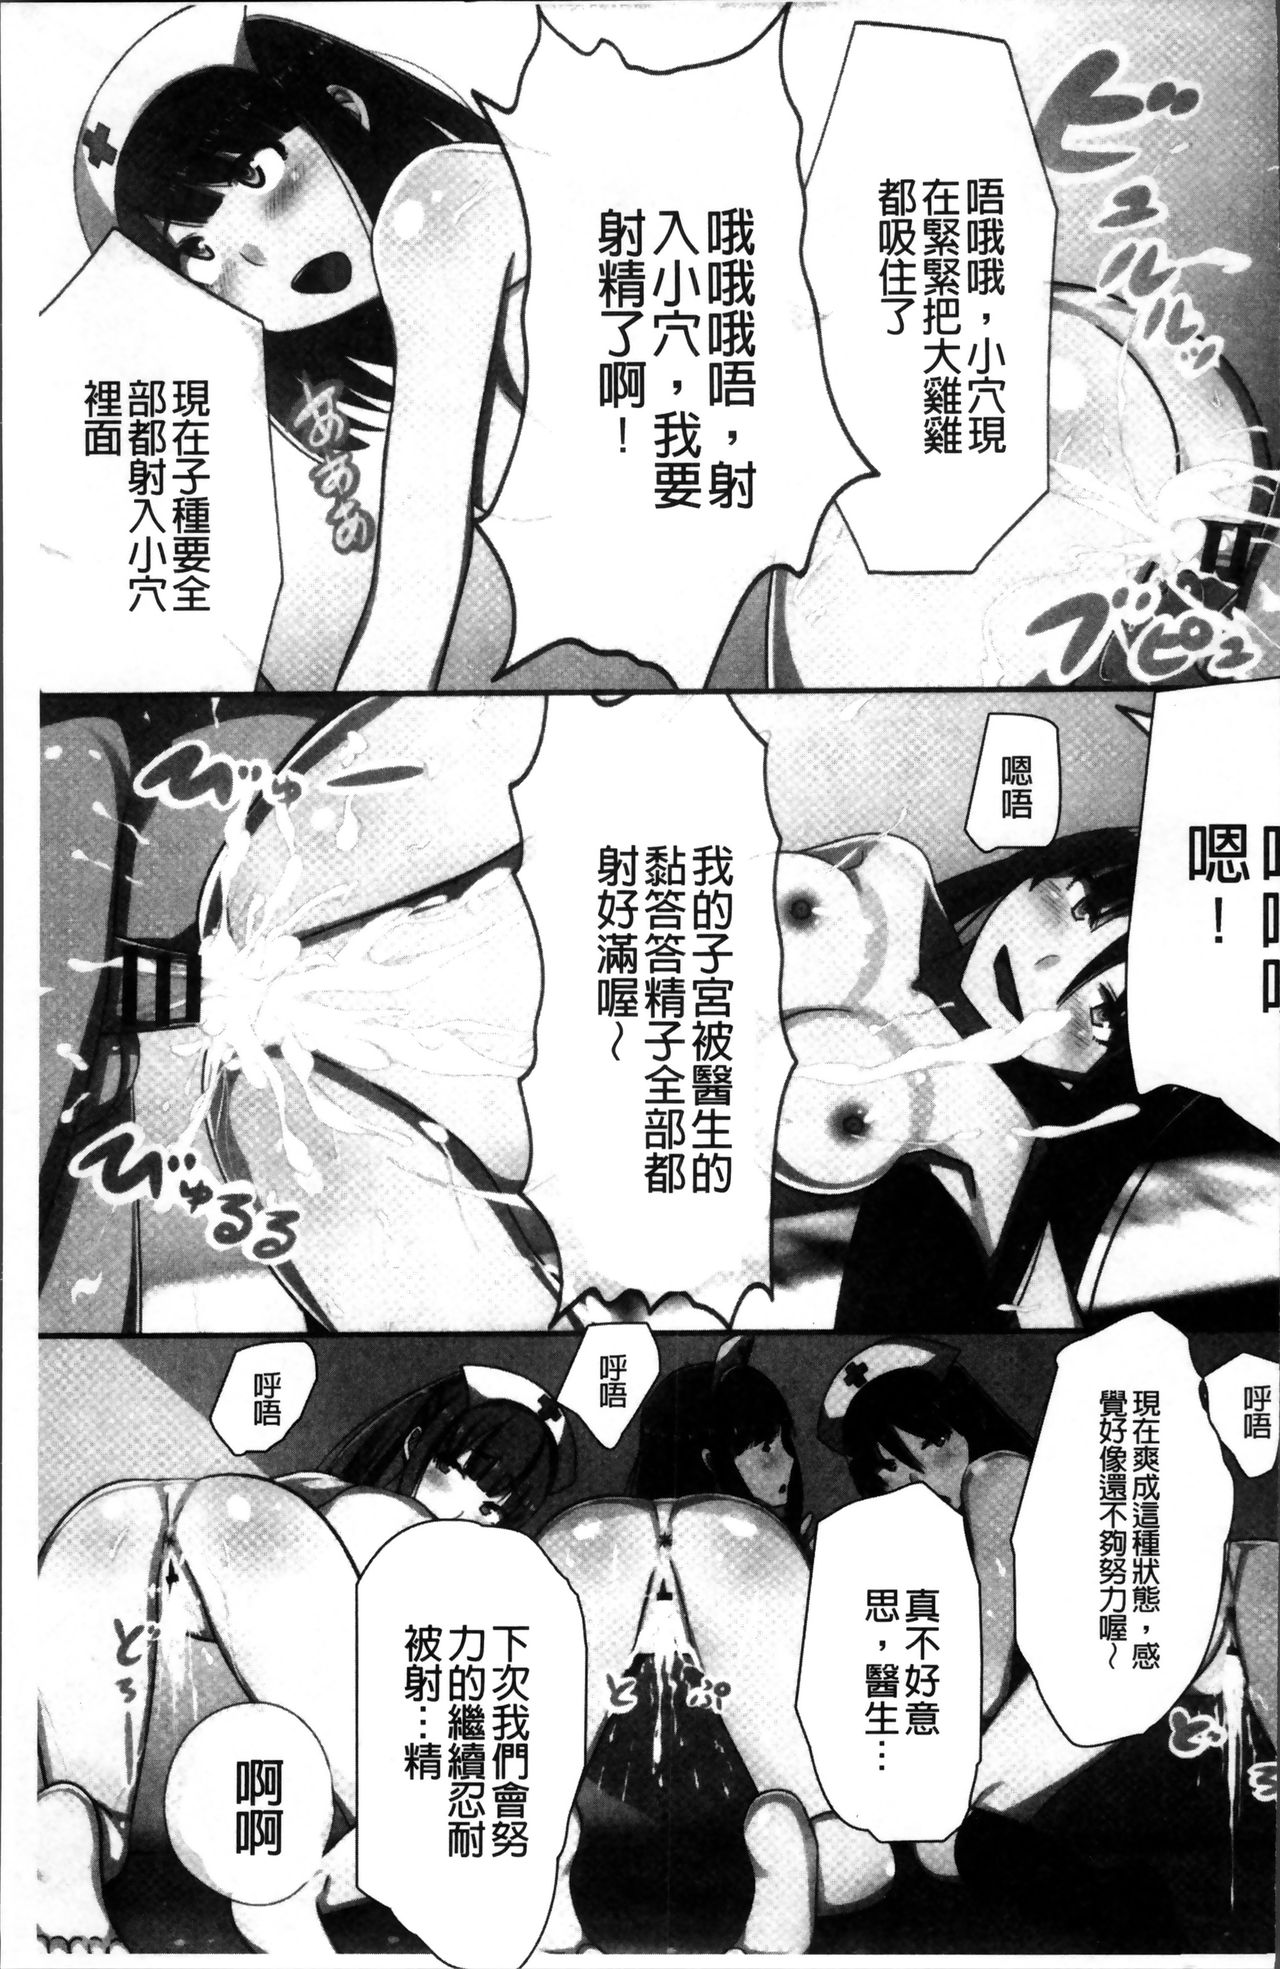 ビュ
ビュルルルッ
唔哦哦，小穴現
在緊緊把大雞雞
都吸住了
ブピュ
哦哦哦唔，射
入小穴，我要
射精了啊！
あぁああ
現在子種要全
部都射入小穴
裡面
嗯！
嗯唔
我的子宮被醫生的
黏答答精子全部都
射好滿喔～
びゅ
びゅるるる
呼唔
現在爽成這種狀態，感
覺好像還不夠努力喔～
真不好意
思，醫生…
呼唔
下次我們會努
力的繼續忍耐
被射…精
呼唔
とぷ
どろ
啊啊